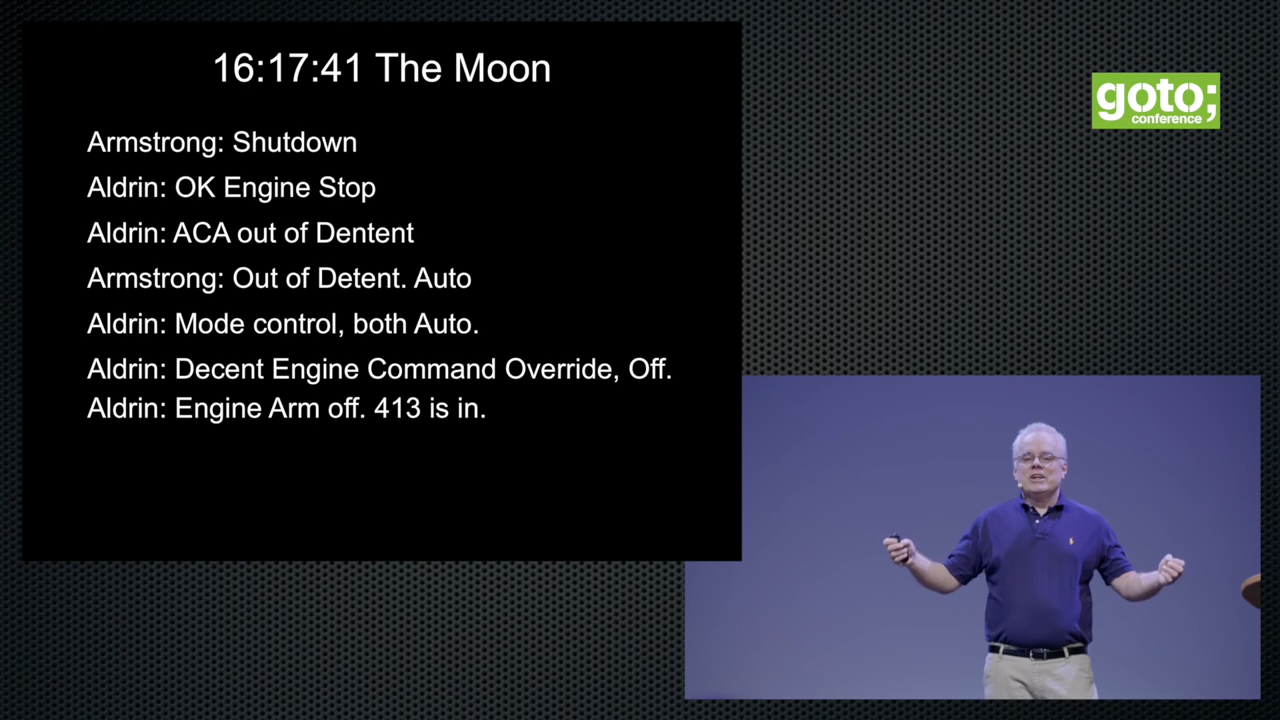 16:17:41 The Moon
Armstrong: Shutdown
Aldrin: OK Engine Stop
Aldrin: ACA out of Dentent
Armstrong: Out of Detent. Auto
Aldrin: Mode control, both Auto.
Aldrin: Decent Engine Command Override, Off.
Aldrin: Engine Arm off. 413 is in.
goto;
conference